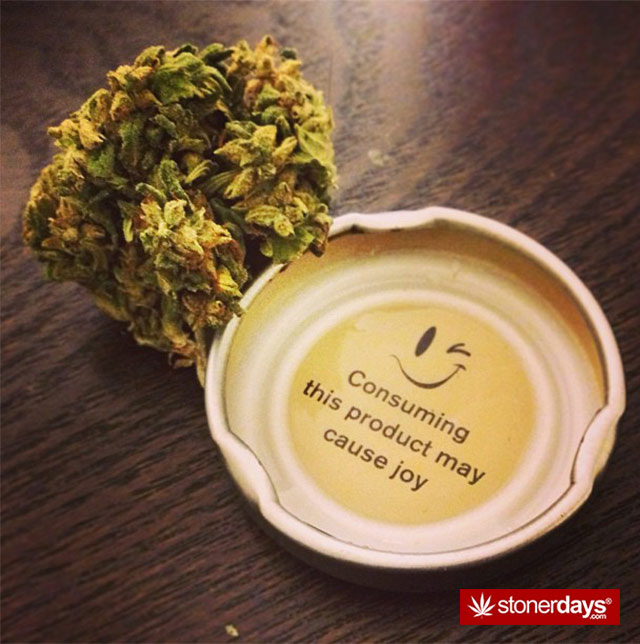 Consuming
this product may
cause joy
stonerdays®
.com